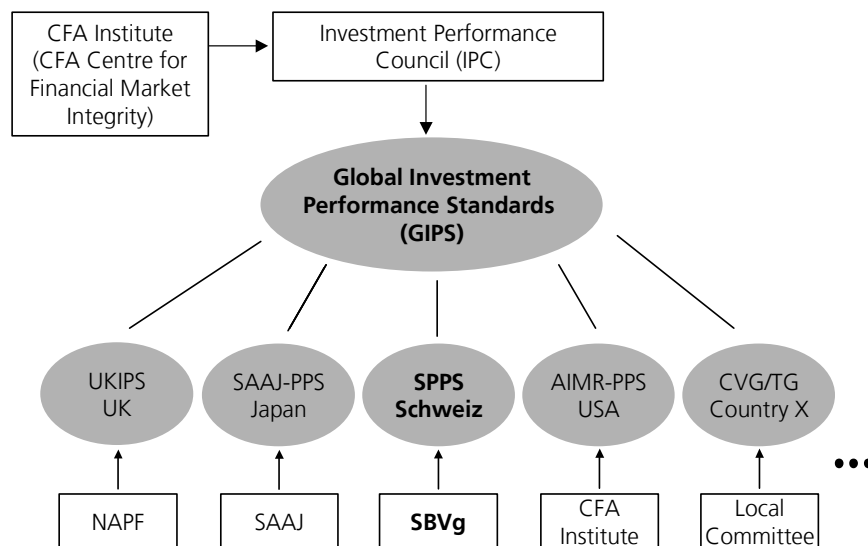 CFA Institute
(CFA Centre for
Financial Market
Integrity)
Investment Performance
Council (IPC)
Global Investment
Performance Standards
(GIPS)
UKIPS
UK
SAAJ-PPS
Japan
SPPS
Schweiz
AIMR-PPS
USA
CVG/TG
Country X
...
NAPF
SAAJ
SBVg
CFA
Institute
Local
Committee